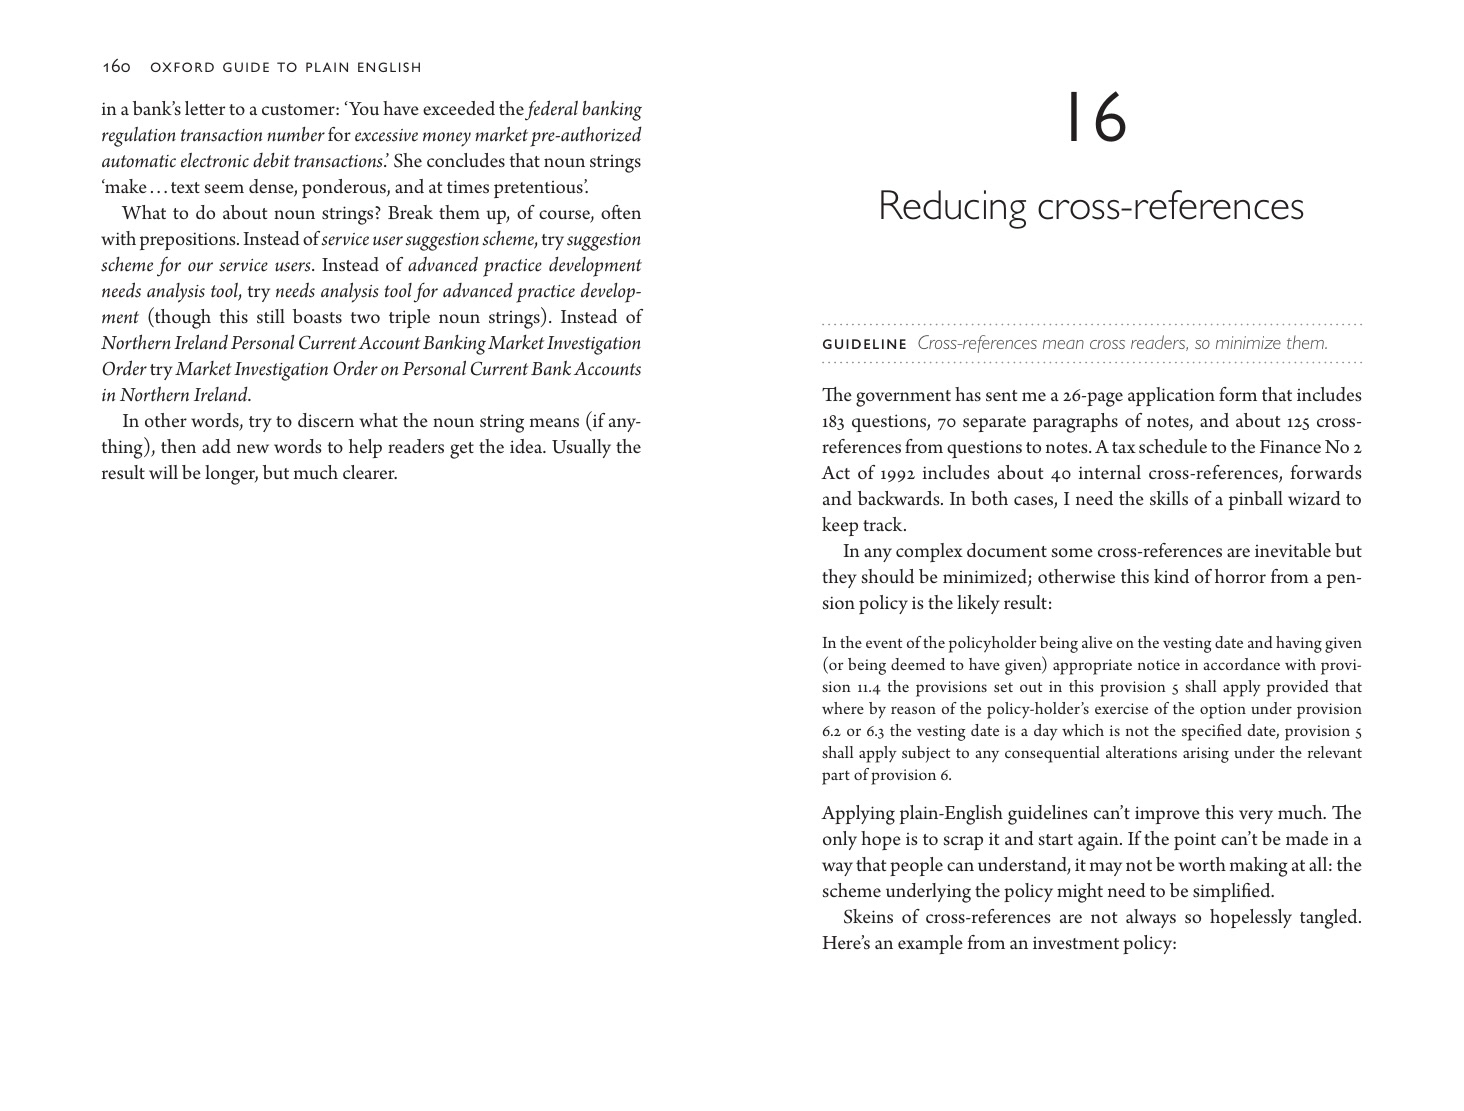 160 OXFORD GUIDE TO PLAIN ENGLISH
in a bank’s letter to a customer: ‘You have exceeded the federal banking
regulation transaction number for excessive money market pre-authorized
automatic electronic debit transactions.’ She concludes that noun strings
‘make . . . text seem dense, ponderous, and at times pretentious’.
What to do about noun strings? Break them up, of course, often
with prepositions. Instead of service user suggestion scheme, try suggestion
scheme for our service users. Instead of advanced practice development
needs analysis tool, try needs analysis tool for advanced practice develop-
ment (though this still boasts two triple noun strings). Instead of
Northern Ireland Personal Current Account Banking Market Investigation
Order try Market Investigation Order on Personal Current Bank Accounts
in Northern Ireland.
In other words, try to discern what the noun string means (if any-
thing), then add new words to help readers get the idea. Usually the
result will be longer, but much clearer.
16
Reducing cross-references
GUIDELINE Cross-references mean cross readers, so minimize them.
The government has sent me a 26-page application form that includes
183 questions, 70 separate paragraphs of notes, and about 125 cross-
references from questions to notes. A tax schedule to the Finance No 2
Act of 1992 includes about 40 internal cross-references, forwards
and backwards. In both cases, I need the skills of a pinball wizard to
keep track.
In any complex document some cross-references are inevitable but
they should be minimized; otherwise this kind of horror from a pen-
sion policy is the likely result:
In the event of the policyholder being alive on the vesting date and having given
(or being deemed to have given) appropriate notice in accordance with provi-
sion 11.4 the provisions set out in this provision 5 shall apply provided that
where by reason of the policy-holder’s exercise of the option under provision
6.2 or 6.3 the vesting date is a day which is not the specified date, provision 5
shall apply subject to any consequential alterations arising under the relevant
part of provision 6.
Applying plain-English guidelines can’t improve this very much. The
only hope is to scrap it and start again. If the point can’t be made in a
way that people can understand, it may not be worth making at all: the
scheme underlying the policy might need to be simplified.
Skeins of cross-references are not always so hopelessly tangled.
Here’s an example from an investment policy: